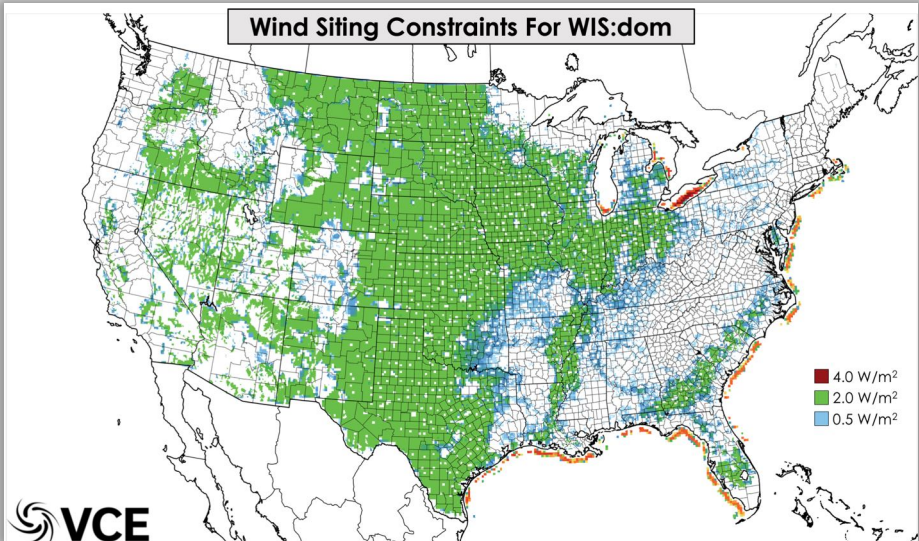 Wind Siting Constraints For WIS:dom
4.0 W/m²
2.0 W/m²
0.5 W/m²
VCE